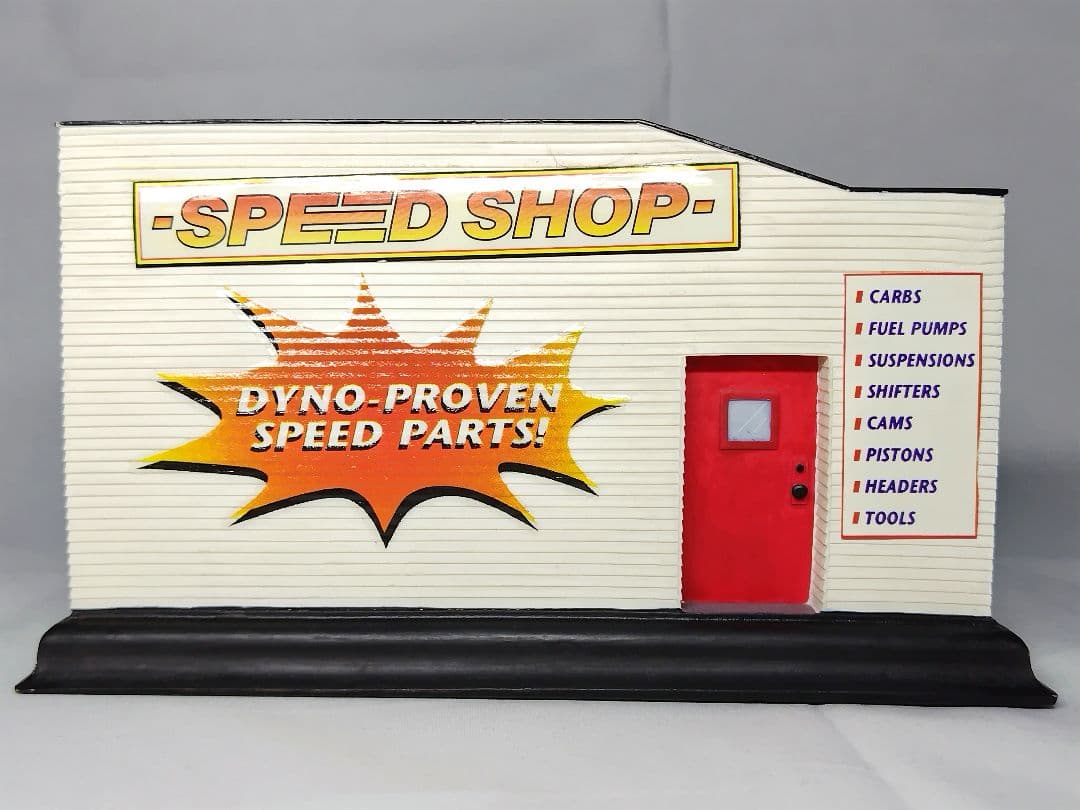 -SPEED SHOP-
DYNO-PROVEN
SPEED PARTS!
CARBS
FUEL PUMPS
SUSPENSIONS
SHIFTERS
CAMS
PISTONS
HEADERS
TOOLS